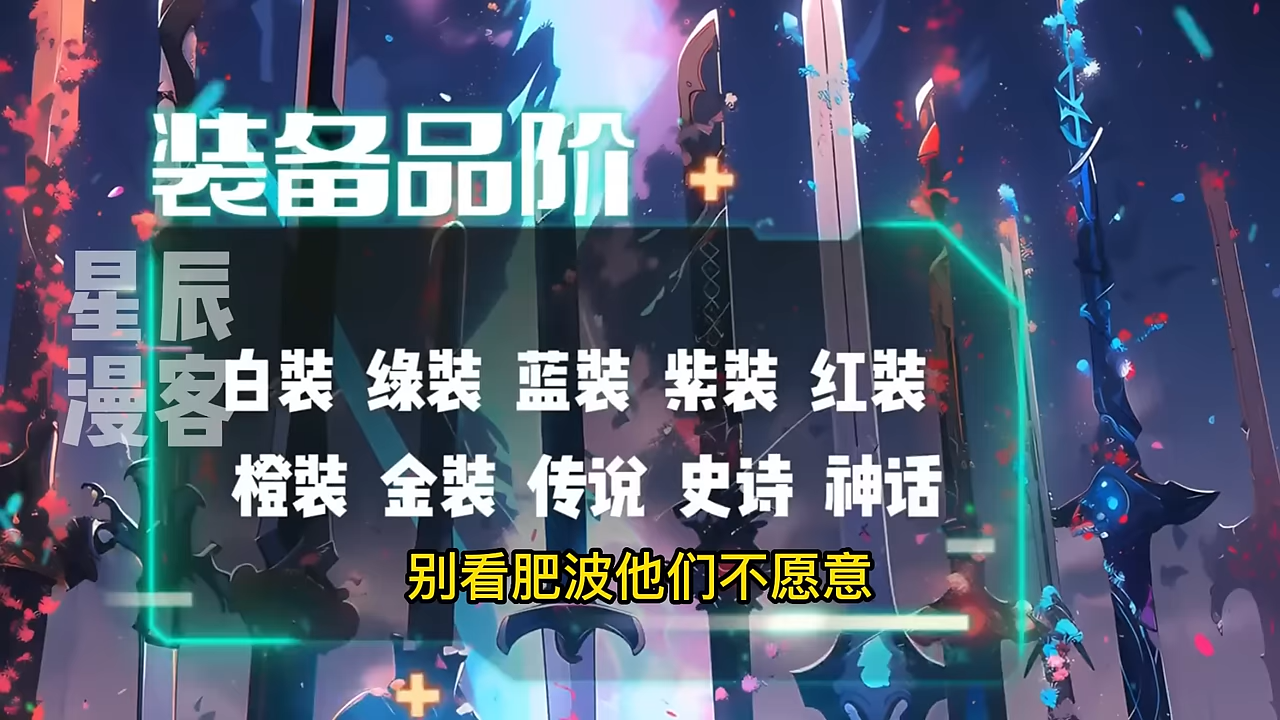 装备品阶
星辰
漫客
白装 綠装 蓝装 紫装 红装
橙装 金装 传说 史诗 神话
别看肥波他们不愿意